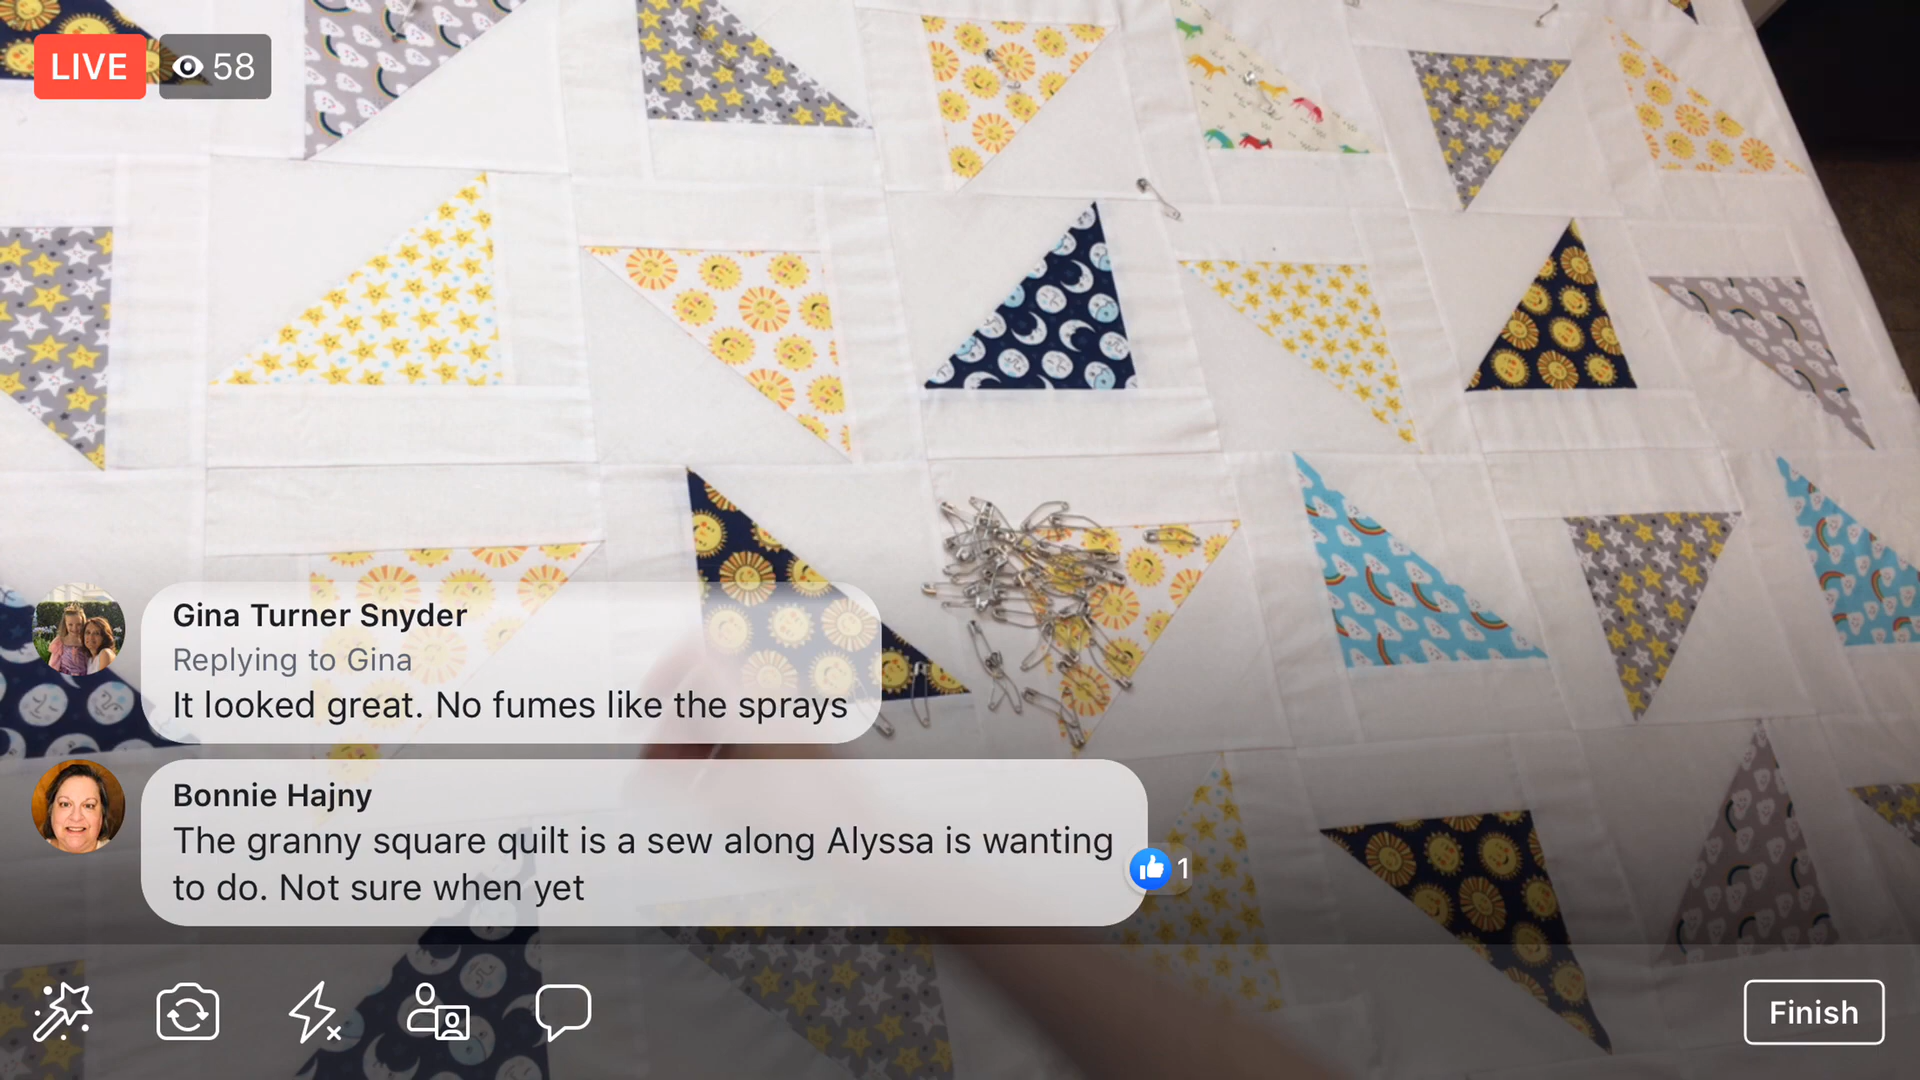 LIVE 58
Gina Turner Snyder
Replying to Gina
It looked great. No fumes like the sprays
Bonnie Hajny
The granny square quilt is a sew along Alyssa is wanting
to do. Not sure when yet
1
Finish